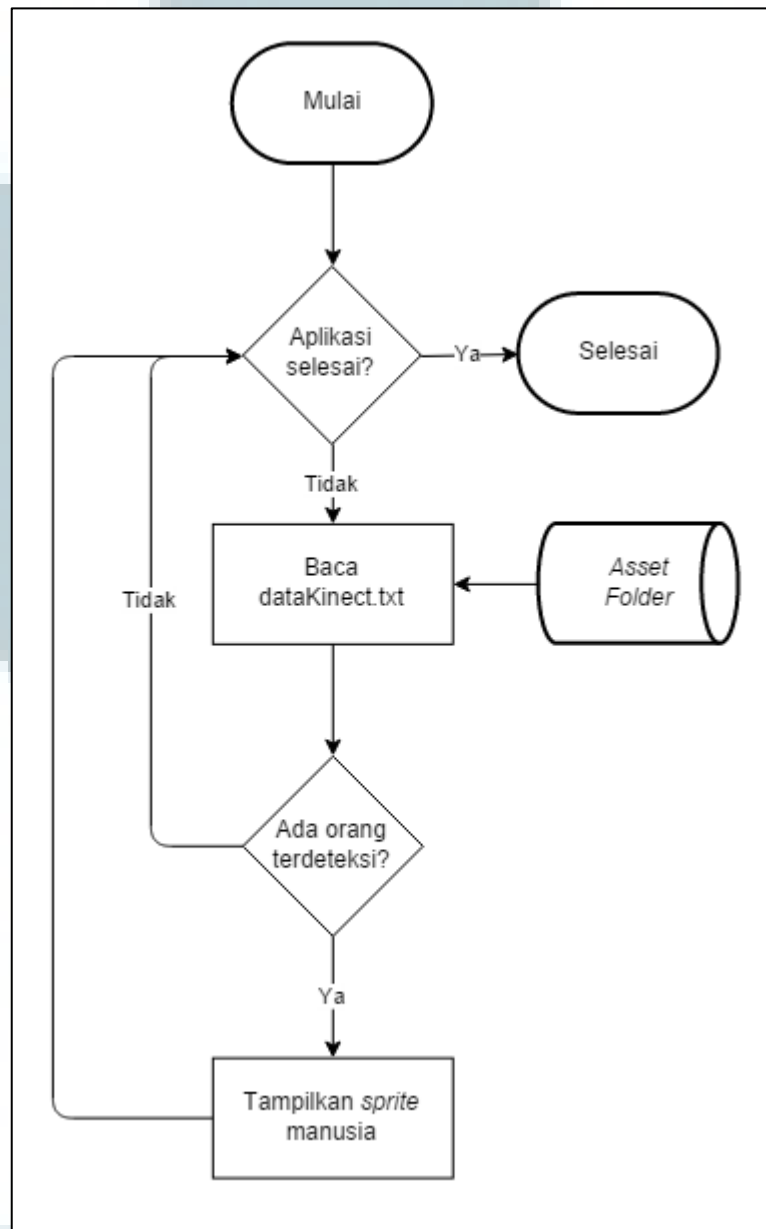 Mulai
Aplikasi
selesai?
Ya
Selesai
Tidak
Baca
dataKinect.txt
Asset
Folder
Tidak
Ada orang
terdeteksi?
Ya
Tampilkan sprite
manusia